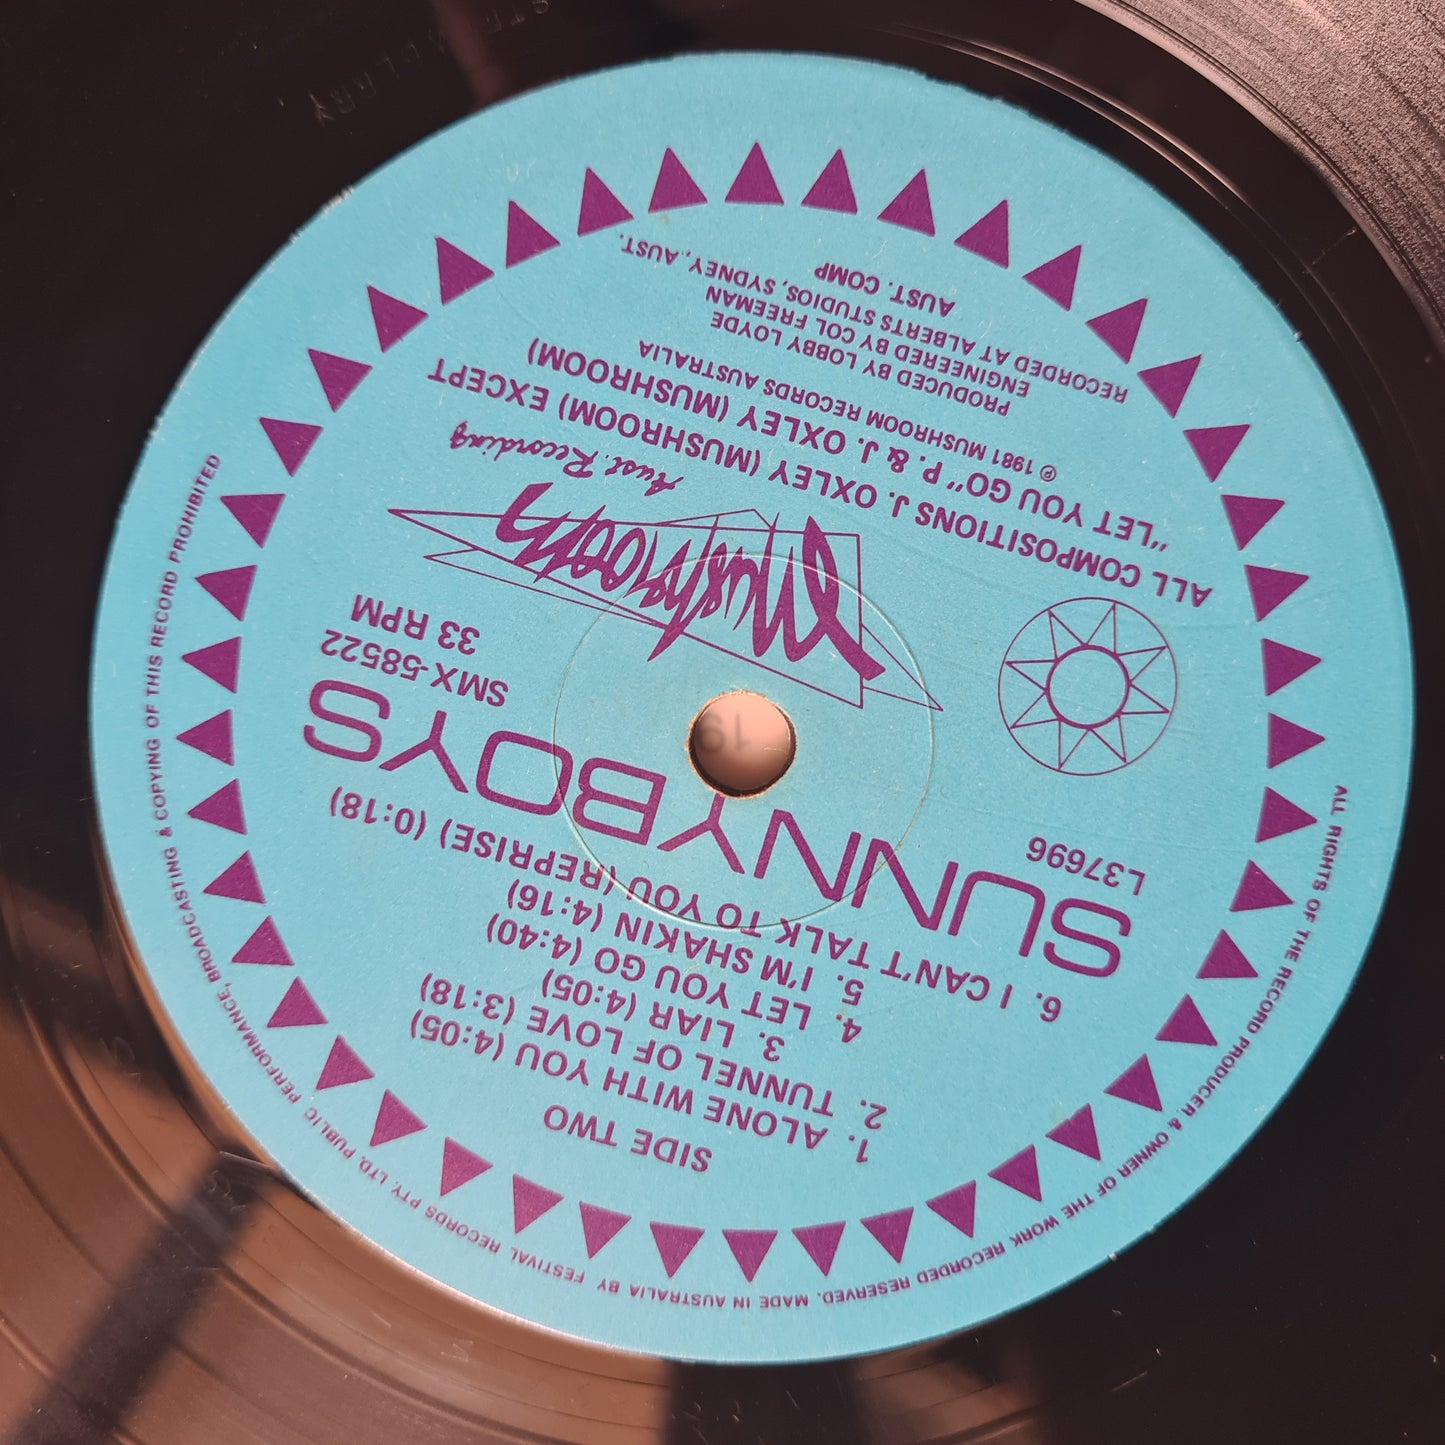 SIDE TWO
1. ALONE WITH YOU (4:05)
2. TUNNEL OF LOVE (3:18)
3. LIAR (4:05)
4. LET YOU GO (4:40)
5. I'M SHAKIN (4:16)
6. I CAN'T TALK TO YOU (REPRISE) (0:18)
SUNNYBOYS
L37696
SMX-58522
33 RPM
Mushroom
Aust. Recording
ALL COMPOSITIONS J. OXLEY (MUSHROOM) EXCEPT
"LET YOU GO" P. & J. OXLEY (MUSHROOM)
℗ 1981 MUSHROOM RECORDS AUSTRALIA
PRODUCED BY LOBBY LOYDE
ENGINEERED BY COL FREEMAN
RECORDED AT ALBERTS STUDIOS, SYDNEY, AUST.
AUST. COMP
ALL RIGHTS OF THE RECORD PRODUCER & OWNER OF THE WORK RECORDED RESERVED. MADE IN AUSTRALIA BY FESTIVAL RECORDS PTY. LTD. PUBLIC PERFORMANCE, BROADCASTING & COPYING OF THIS RECORD PROHIBITED
19